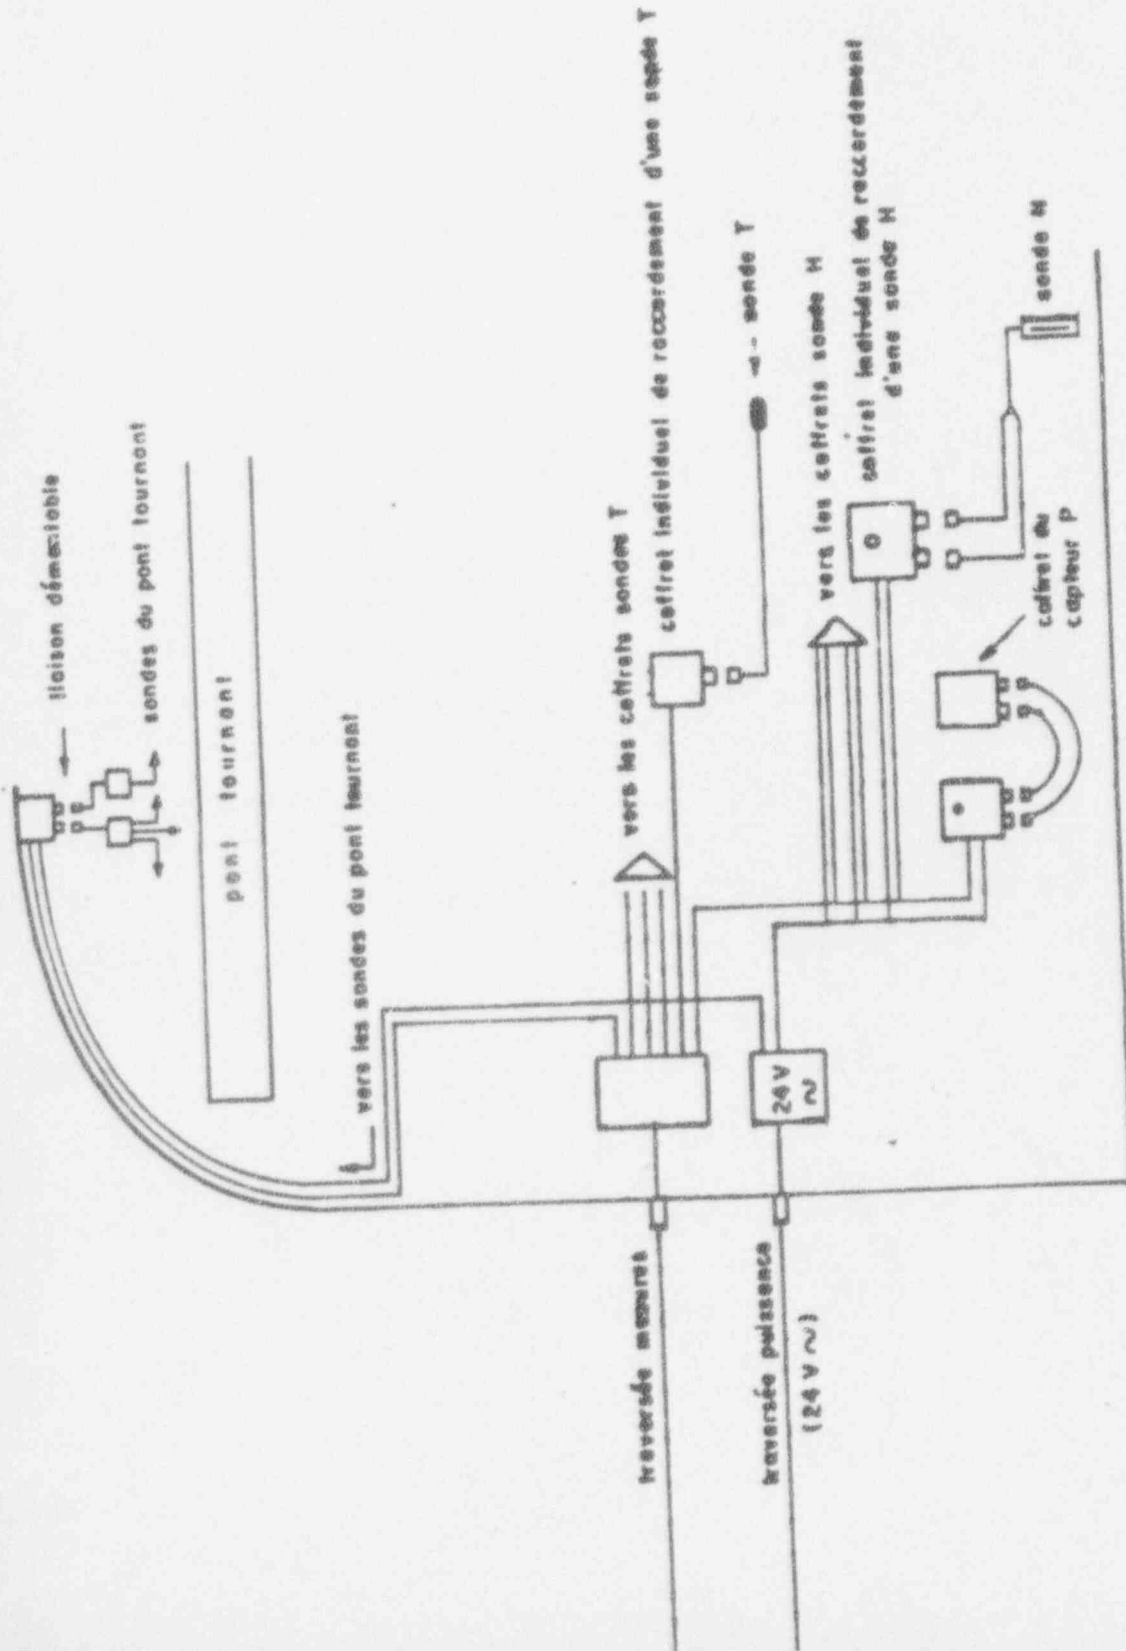 liaison démontable
sondes du pont tournant
pont tournant
vers les sondes du pont tournant
vers les coffrets sondes T
coffret individuel de raccordement d'une sonde T
sonde T
vers les coffrets sonde H
coffret individuel de raccordement
d'une sonde H
sonde H
coffret du
capteur P
24 V
~
traversée mesures
traversée puissance
(24 V ~)